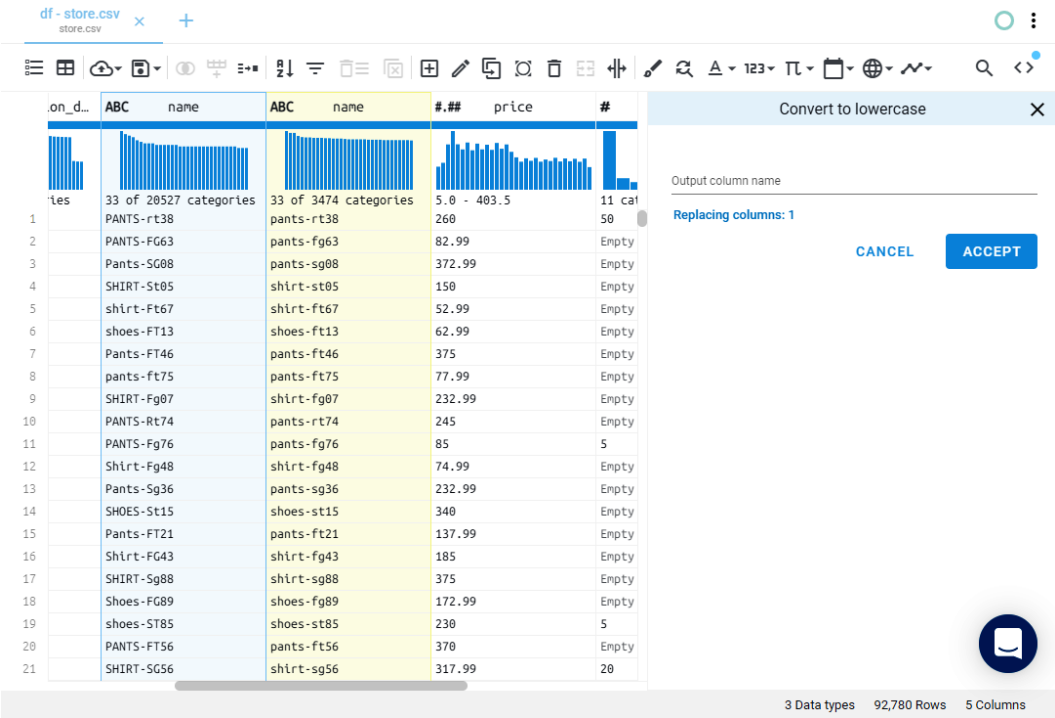 df - store.csv
store.csv
123
Convert to lowercase
.on_d…
ABC name
ABC name
#.## price
#
Output column name
Replacing columns: 1
CANCEL
ACCEPT
ies
33 of 20527 categories
33 of 3474 categories
5.0 - 403.5
11 cat
1 PANTS-rt38 pants-rt38 260 50
2 PANTS-FG63 pants-fg63 82.99 Empty
3 Pants-SG08 pants-sg08 372.99 Empty
4 SHIRT-St05 shirt-st05 150 Empty
5 shirt-Ft67 shirt-ft67 52.99 Empty
6 shoes-FT13 shoes-ft13 62.99 Empty
7 Pants-FT46 pants-ft46 375 Empty
8 pants-ft75 pants-ft75 77.99 Empty
9 SHIRT-Fg07 shirt-fg07 232.99 Empty
10 PANTS-Rt74 pants-rt74 245 Empty
11 PANTS-Fg76 pants-fg76 85 5
12 Shirt-Fg48 shirt-fg48 74.99 Empty
13 Pants-Sg36 pants-sg36 232.99 Empty
14 SHOES-St15 shoes-st15 340 Empty
15 Pants-FT21 pants-ft21 137.99 Empty
16 Shirt-FG43 shirt-fg43 185 Empty
17 SHIRT-Sg88 shirt-sg88 375 Empty
18 Shoes-FG89 shoes-fg89 172.99 Empty
19 shoes-ST85 shoes-st85 230 5
20 PANTS-FT56 pants-ft56 370 Empty
21 SHIRT-SG56 shirt-sg56 317.99 20
3 Data types 92,780 Rows 5 Columns